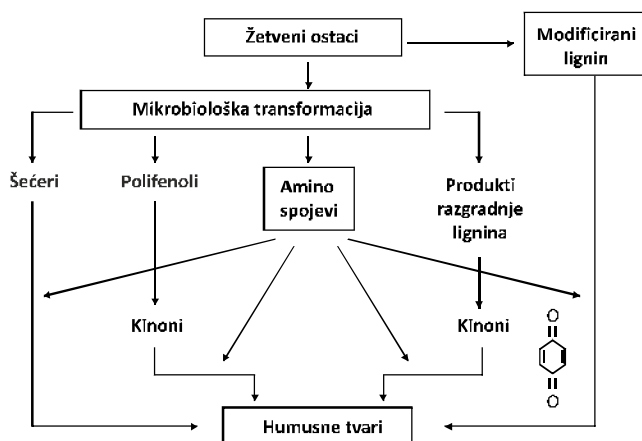 Žetveni ostaci
Modificirani
lignin
Mikrobiološka transformacija
Šećeri
Polifenoli
Amino
spojevi
Produkti
razgradnje
lignina
Kinoni
Kinoni
O
O
Humusne tvari